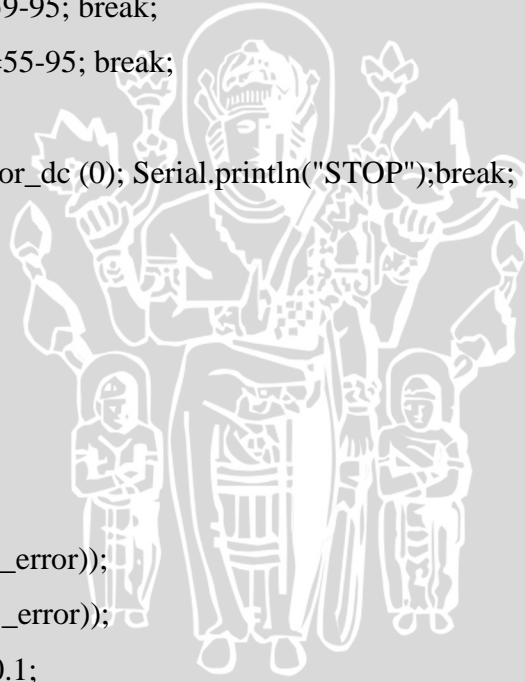 9-95; break;
=55-95; break;
or_dc (0); Serial.println("STOP");break;
_error));
_error));
0.1;